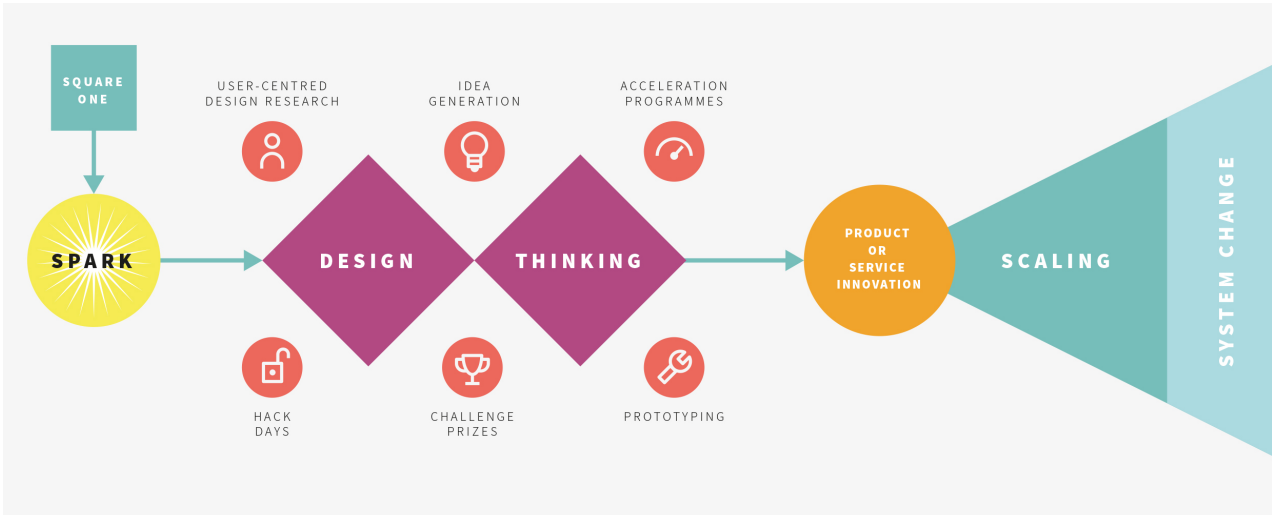 SQUARE
ONE
SPARK
USER-CENTRED
DESIGN RESEARCH
IDEA
GENERATION
ACCELERATION
PROGRAMMES
DESIGN
THINKING
HACK
DAYS
CHALLENGE
PRIZES
PROTOTYPING
PRODUCT
OR
SERVICE
INNOVATION
SCALING
SYSTEM CHANGE